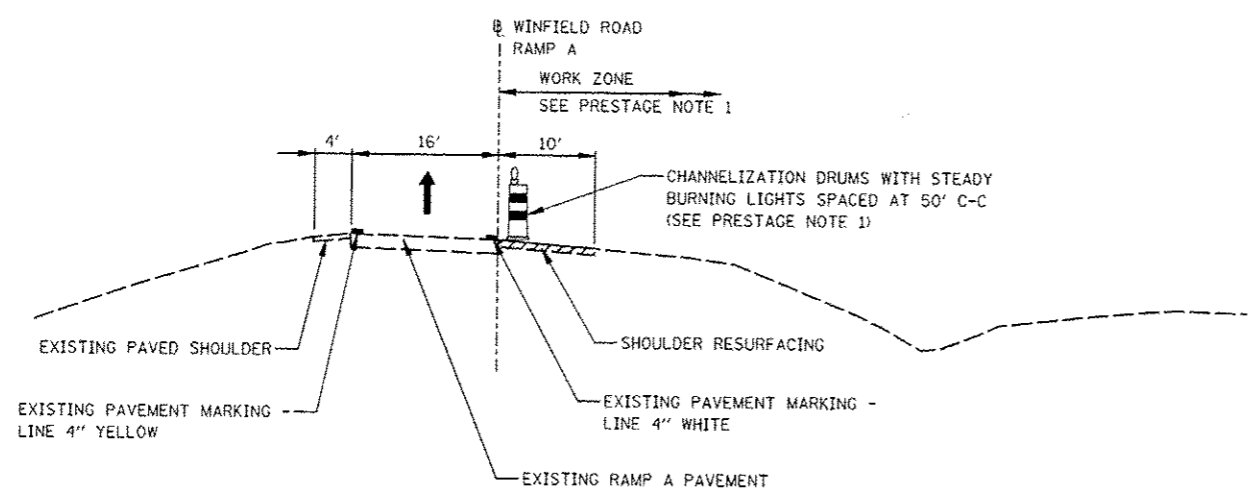 ℄ WINFIELD ROAD
RAMP A
WORK ZONE
SEE PRESTAGE NOTE 1
4'
16'
10'
CHANNELIZATION DRUMS WITH STEADY
BURNING LIGHTS SPACED AT 50' C-C
(SEE PRESTAGE NOTE 1)
EXISTING PAVED SHOULDER
SHOULDER RESURFACING
EXISTING PAVEMENT MARKING
LINE 4" YELLOW
EXISTING PAVEMENT MARKING -
LINE 4" WHITE
EXISTING RAMP A PAVEMENT